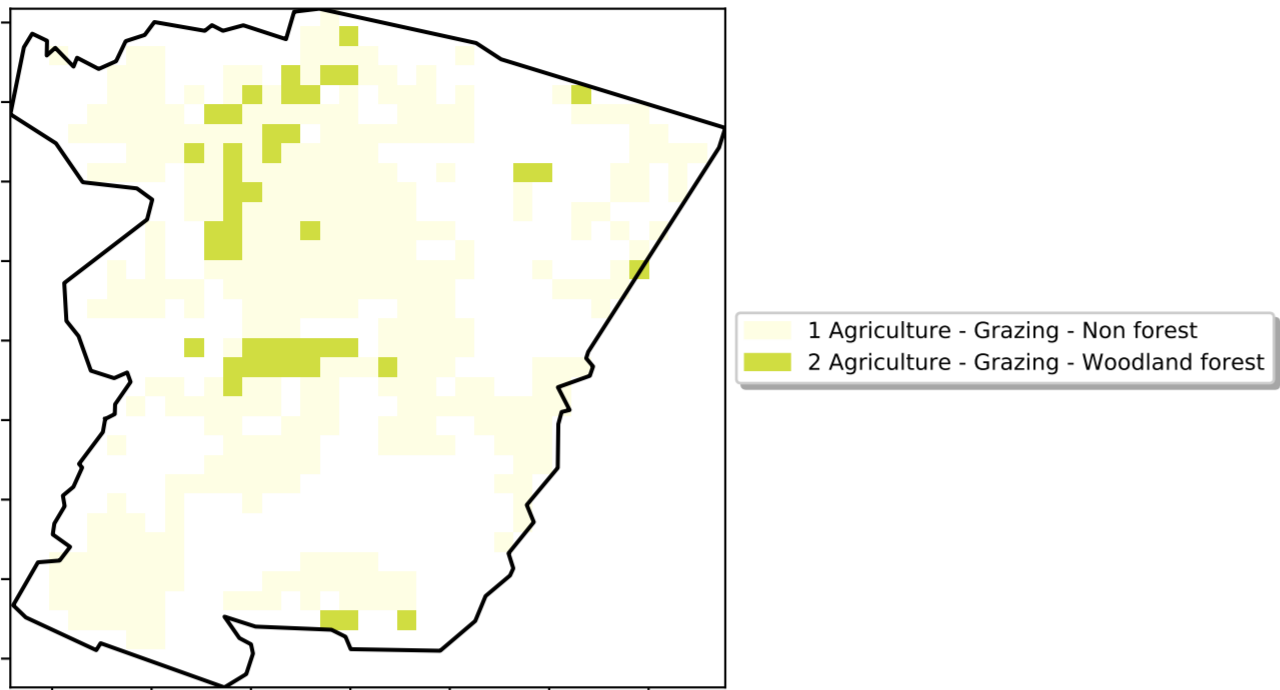 1 Agriculture - Grazing - Non forest
2 Agriculture - Grazing - Woodland forest